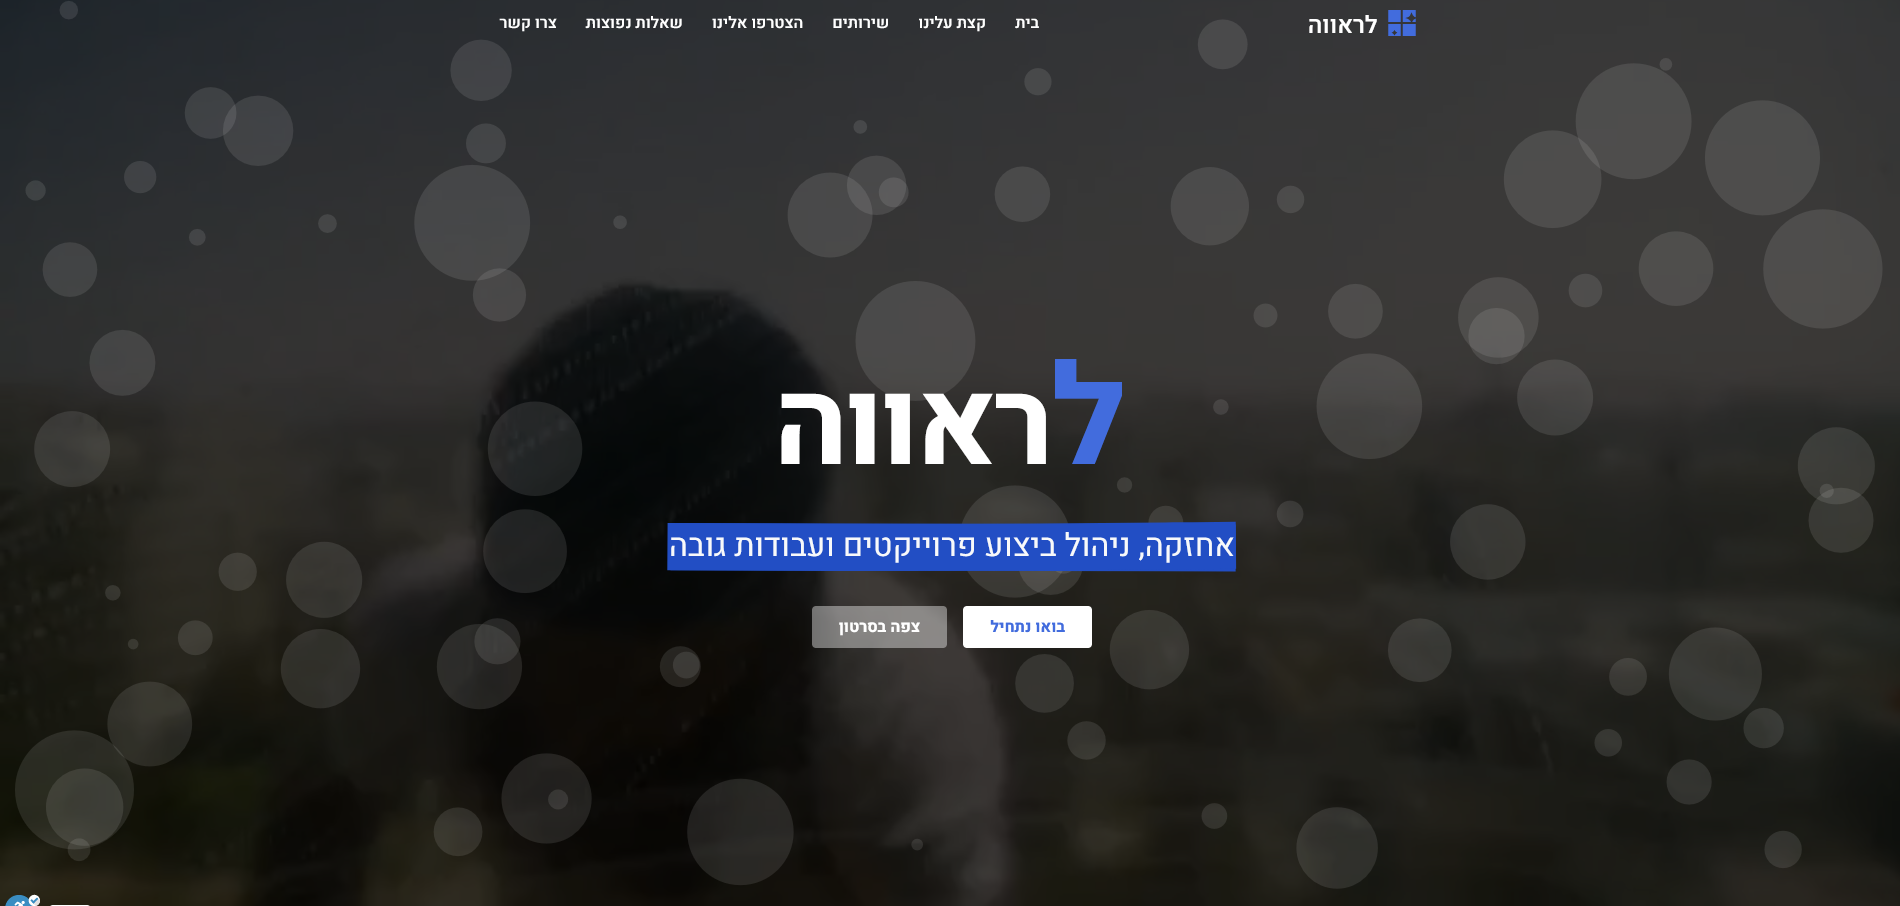 לראווה
בית
קצת עלינו
שירותים
הצטרפו אלינו
שאלות נפוצות
צרו קשר
לראווה
אחזקה, ניהול ביצוע פרוייקטים ועבודות גובה
בואו נתחיל
צפה בסרטון